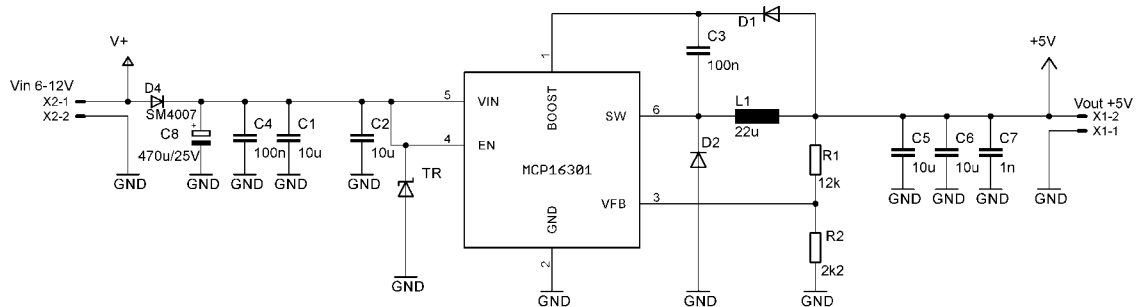 V+
Vin 6-12V
X2-1
X2-2
D4
SM4007
C8
470u/25V
C4
100n
C1
10u
C2
10u
TR
5
4
1
2
6
3
VIN
EN
BOOST
MCP16301
GND
SW
VFB
C3
100n
D1
D2
L1
22u
R1
12k
R2
2k2
C5
10u
C6
10u
C7
1n
+5V
Vout +5V
X1-2
X1-1
GND
GND
GND
GND
GND
GND
GND
GND
GND
GND
GND
GND
GND